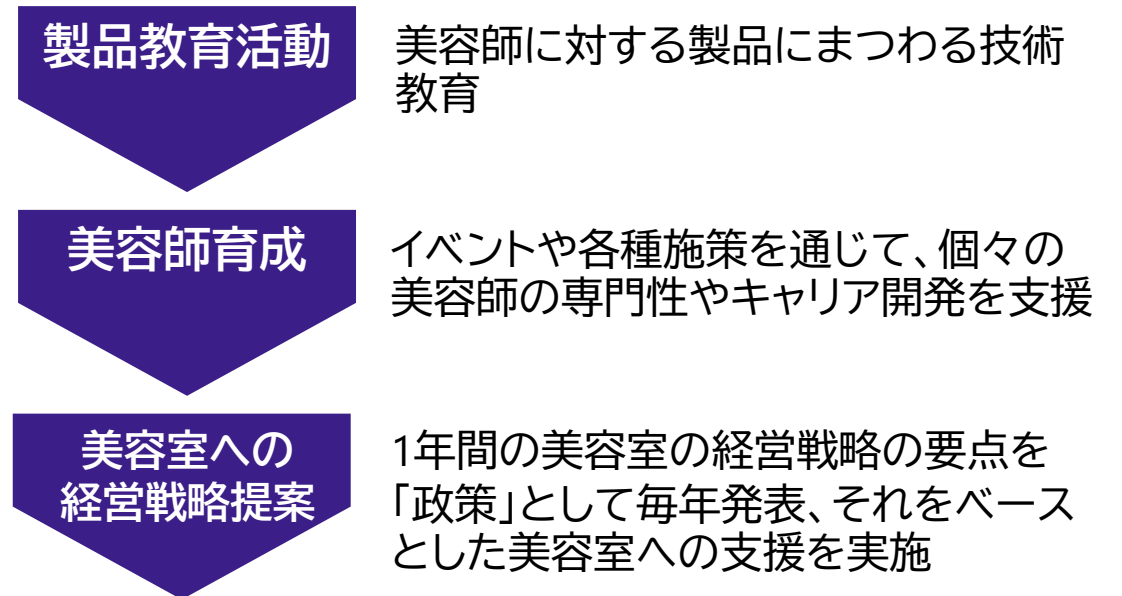 製品教育活動
美容師に対する製品にまつわる技術
教育
美容師育成
イベントや各種施策を通じて、個々の
美容師の専門性やキャリア開発を支援
美容室への
経営戦略提案
1年間の美容室の経営戦略の要点を
「政策」として毎年発表、それをベース
とした美容室への支援を実施